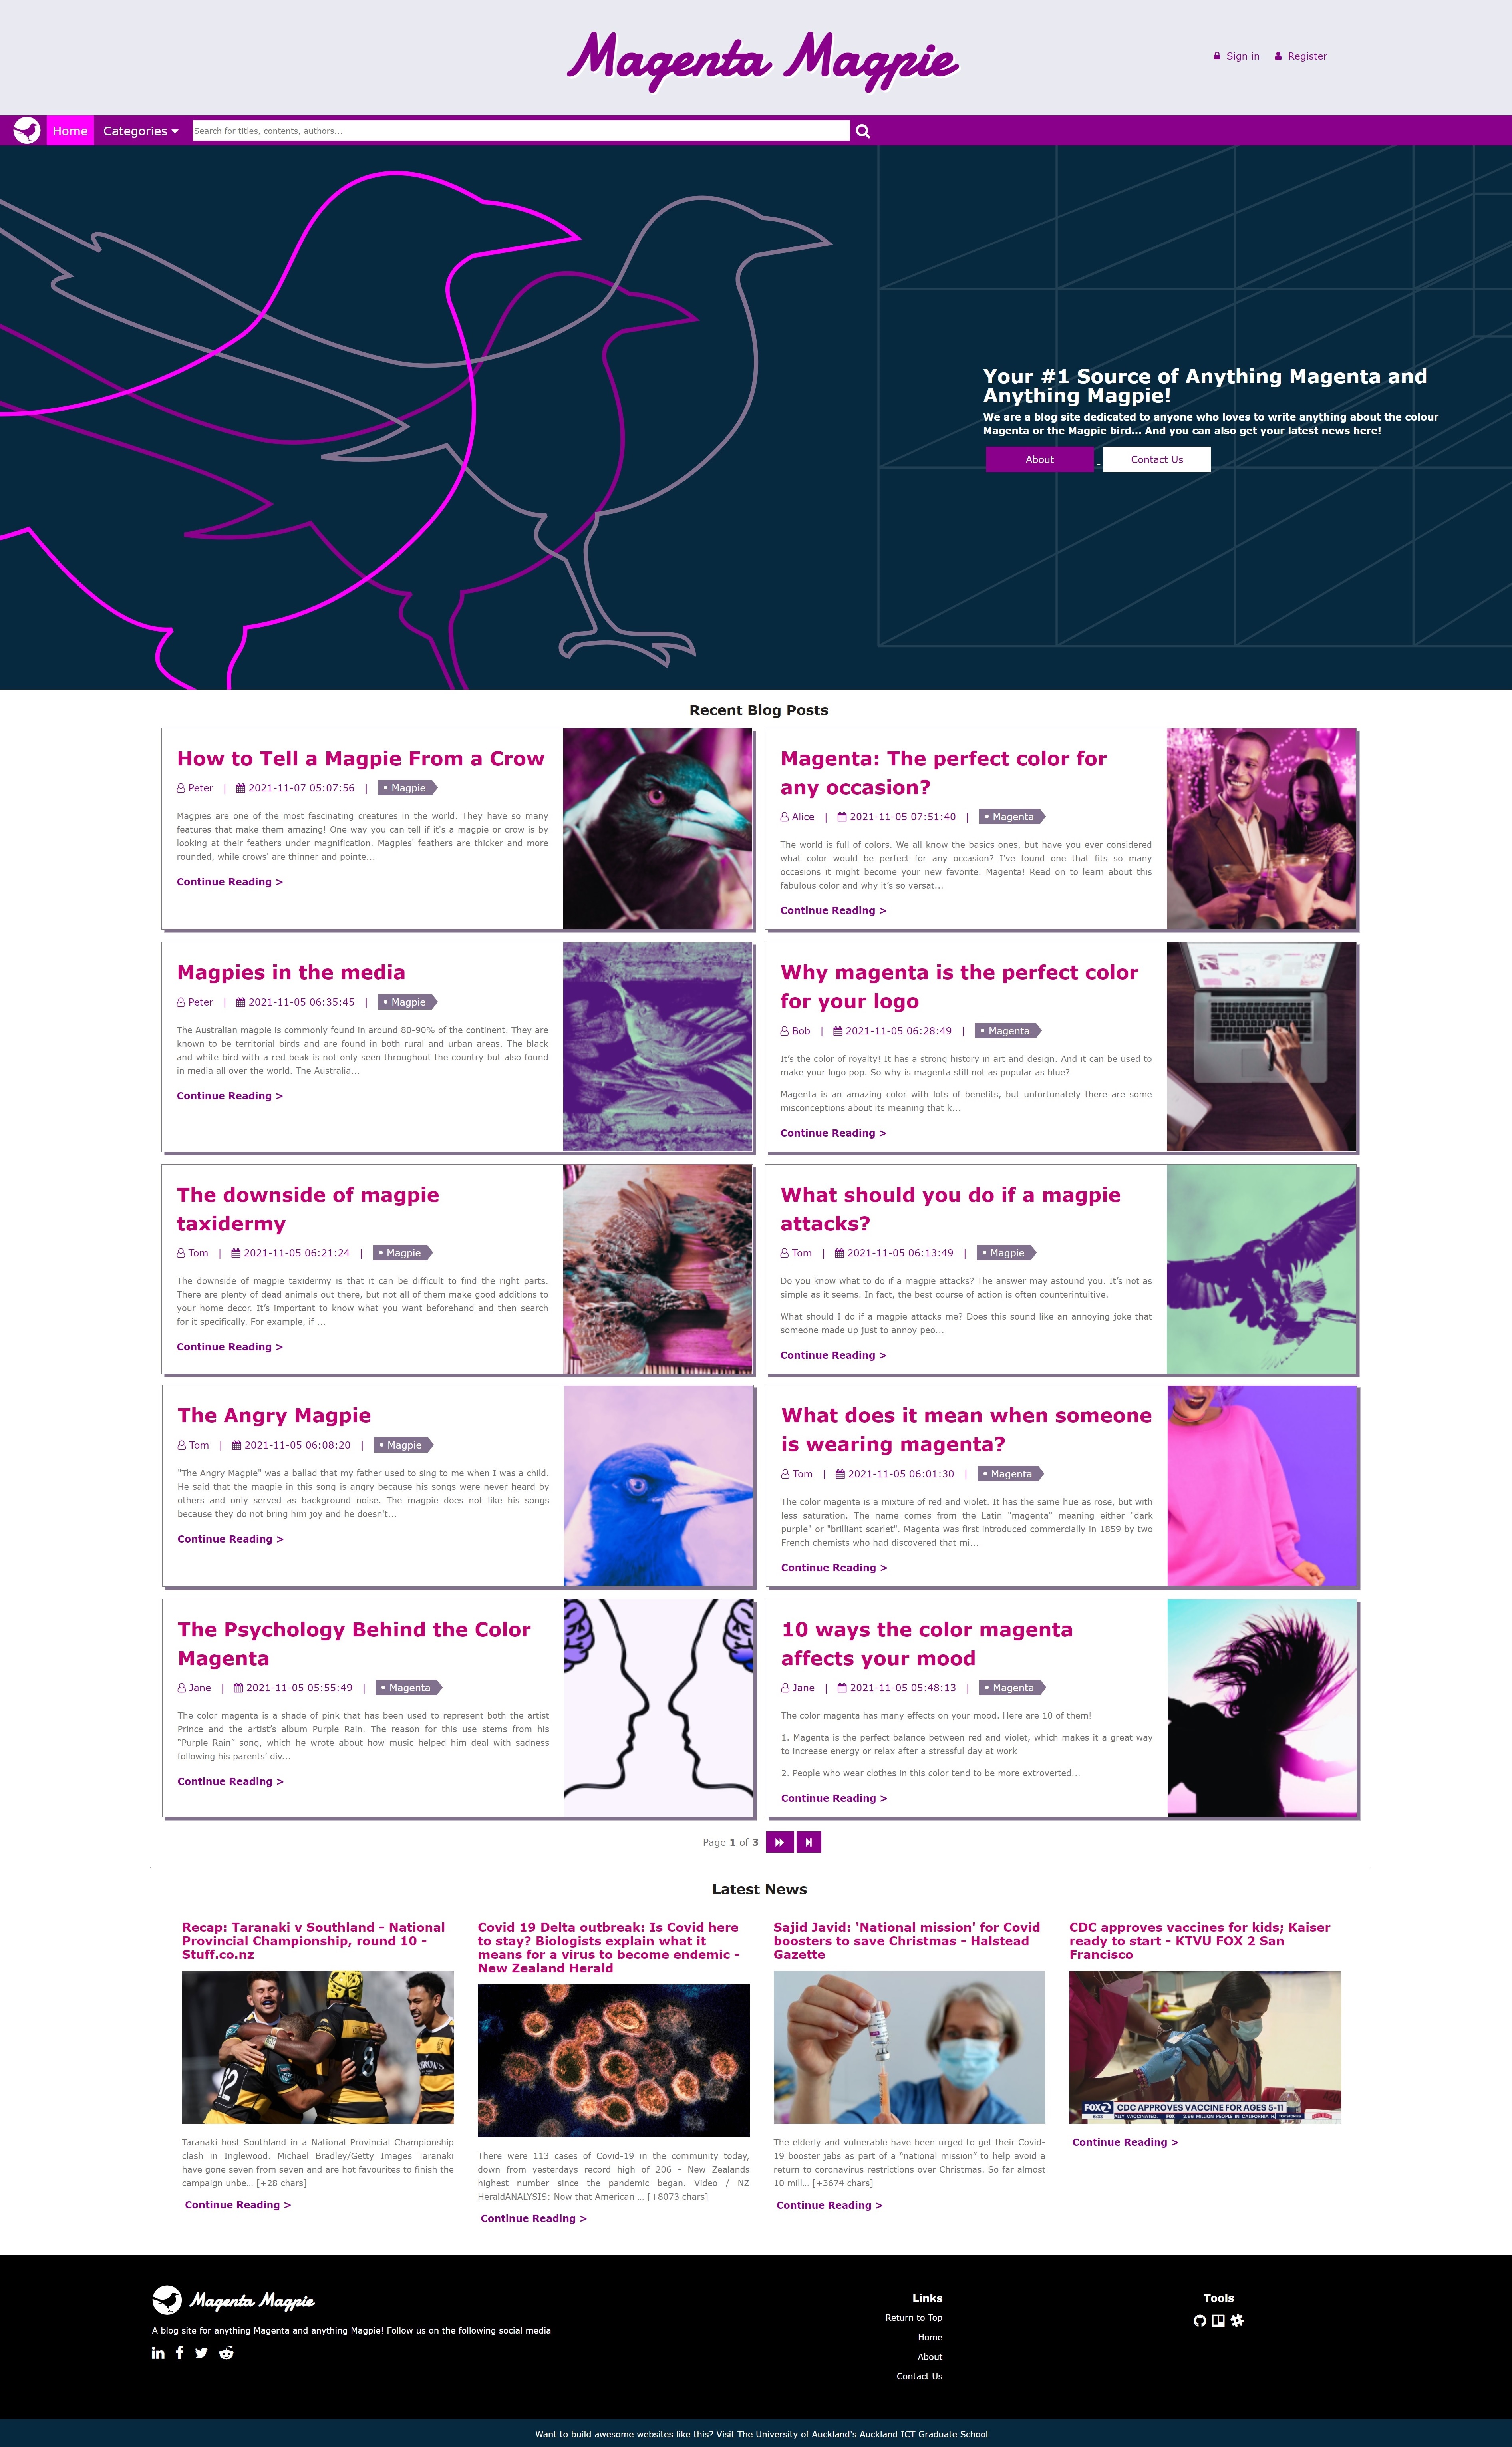 Magenta Magpie
Sign in Register
Home Categories Search for titles, contents, authors...
Your #1 Source of Anything Magenta and
Anything Magpie!
We are a blog site dedicated to anyone who loves to write anything about the colour
Magenta or the Magpie bird... And you can also get your latest news here!
About - Contact Us
Recent Blog Posts
How to Tell a Magpie From a Crow
Peter | 2021-11-07 05:07:56 | Magpie
Magpies are one of the most fascinating creatures in the world. They have so many
features that make them amazing! One way you can tell if it's a magpie or crow is by
looking at their feathers under magnification. Magpies' feathers are thicker and more
rounded, while crows' are thinner and pointe...
Continue Reading >
Magenta: The perfect color for
any occasion?
Alice | 2021-11-05 07:51:40 | Magenta
The world is full of colors. We all know the basics ones, but have you ever considered
what color would be perfect for any occasion? I've found one that fits so many
occasions it might become your new favorite. Magenta! Read on to learn about this
fabulous color and why it's so versat...
Continue Reading >
Magpies in the media
Peter | 2021-11-05 06:35:45 | Magpie
The Australian magpie is commonly found in around 80-90% of the continent. They are
known to be territorial birds and are found in both rural and urban areas. The black
and white bird with a red beak is not only seen throughout the country but also found
in media all over the world. The Australia...
Continue Reading >
Why magenta is the perfect color
for your logo
Bob | 2021-11-05 06:28:49 | Magenta
It's the color of royalty! It has a strong history in art and design. And it can be used to
make your logo pop. So why is magenta still not as popular as blue?
Magenta is an amazing color with lots of benefits, but unfortunately there are some
misconceptions about its meaning that k...
Continue Reading >
The downside of magpie
taxidermy
Tom | 2021-11-05 06:21:24 | Magpie
The downside of magpie taxidermy is that it can be difficult to find the right parts.
There are plenty of dead animals out there, but not all of them make good additions to
your home decor. It's important to know what you want beforehand and then search
for it specifically. For example, if ...
Continue Reading >
What should you do if a magpie
attacks?
Tom | 2021-11-05 06:13:49 | Magpie
Do you know what to do if a magpie attacks? The answer may astound you. It's not as
simple as it seems. In fact, the best course of action is often counterintuitive.
What should I do if a magpie attacks me? Does this sound like an annoying joke that
someone made up just to annoy peo...
Continue Reading >
The Angry Magpie
Tom | 2021-11-05 06:08:20 | Magpie
"The Angry Magpie" was a ballad that my father used to sing to me when I was a child.
He said that the magpie in this song is angry because his songs were never heard by
others and only served as background noise. The magpie does not like his songs
because they do not bring him joy and he doesn't...
Continue Reading >
What does it mean when someone
is wearing magenta?
Tom | 2021-11-05 06:01:30 | Magenta
The color magenta is a mixture of red and violet. It has the same hue as rose, but with
less saturation. The name comes from the Latin "magenta" meaning either "dark
purple" or "brilliant scarlet". Magenta was first introduced commercially in 1859 by two
French chemists who had discovered that mi...
Continue Reading >
The Psychology Behind the Color
Magenta
Jane | 2021-11-05 05:55:49 | Magenta
The color magenta is a shade of pink that has been used to represent both the artist
Prince and the artist's album Purple Rain. The reason for this use stems from his
“Purple Rain” song, which he wrote about how music helped him deal with sadness
following his parents’ div...
Continue Reading >
10 ways the color magenta
affects your mood
Jane | 2021-11-05 05:48:13 | Magenta
The color magenta has many effects on your mood. Here are 10 of them!
1. Magenta is the perfect balance between red and violet, which makes it a great way
to increase energy or relax after a stressful day at work
2. People who wear clothes in this color tend to be more extroverted...
Continue Reading >
Page 1 of 3
Latest News
Recap: Taranaki v Southland - National
Provincial Championship, round 10 -
Stuff.co.nz
12
8
Taranaki host Southland in a National Provincial Championship
clash in Inglewood. Michael Bradley/Getty Images Taranaki
have gone seven from seven and are hot favourites to finish the
campaign unbe… [+28 chars]
Continue Reading >
Covid 19 Delta outbreak: Is Covid here
to stay? Biologists explain what it
means for a virus to become endemic -
New Zealand Herald
There were 113 cases of Covid-19 in the community today,
down from yesterdays record high of 206 - New Zealands
highest number since the pandemic began. Video / NZ
HeraldANALYSIS: Now that American … [+8073 chars]
Continue Reading >
Sajid Javid: 'National mission' for Covid
boosters to save Christmas - Halstead
Gazette
The elderly and vulnerable have been urged to get their Covid-
19 booster jabs as part of a “national mission” to help avoid a
return to coronavirus restrictions over Christmas. So far almost
10 mill… [+3674 chars]
Continue Reading >
CDC approves vaccines for kids; Kaiser
ready to start - KTVU FOX 2 San
Francisco
FOX 2 CDC APPROVES VACCINE FOR AGES 5-11
Continue Reading >
Magenta Magpie
A blog site for anything Magenta and anything Magpie! Follow us on the following social media
Links
Return to Top
Home
About
Contact Us
Tools
Want to build awesome websites like this? Visit The University of Auckland's Auckland ICT Graduate School